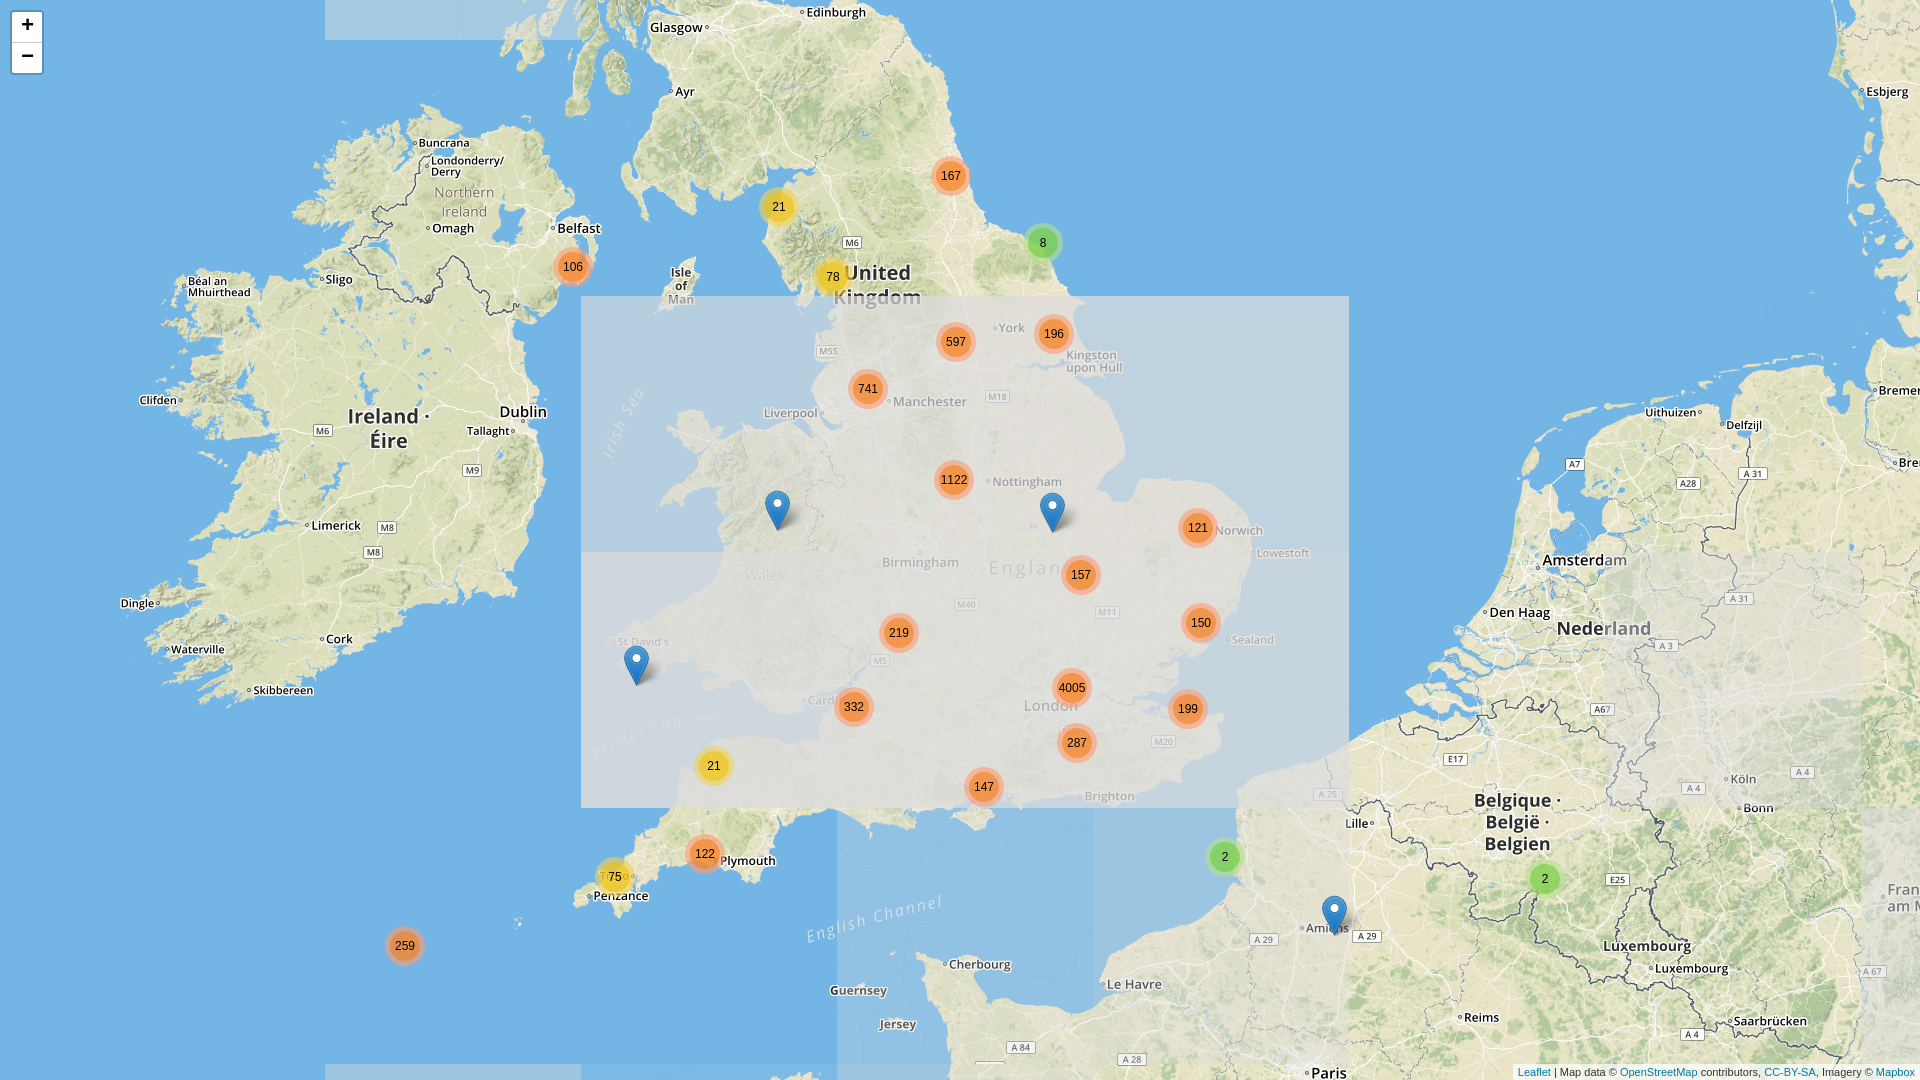 +
−
Glasgow
Edinburgh
Ayr
Esbjerg
Buncrana
Londonderry/
Derry
Northern
Ireland
Omagh
Belfast
167
21
M6
8
106
78
United
Kingdom
Isle
of
Man
Sligo
Béal an
Mhuirthead
597
York
196
M55
Kingston
upon Hull
741
Manchester
M18
Liverpool
Irish Sea
Clifden
Ireland ·
Éire
Dublin
Tallaght
M6
M9
Uithuizen
Delfzijl
Bremer
Bre
A7
A 31
A28
1122
Nottingham
Limerick
M8
M8
121
Norwich
Lowestoft
Birmingham
Englan
157
Wales
Amsterdam
A 31
Dingle
M40
M11
Den Haag
219
150
Sealand
Nederland
Cork
St David's
Waterville
M5
A 3
Skibbereen
4005
London
Cardi
332
199
A67
Bristol Channel
287
M20
E17
21
147
Brighton
A 25
Köln
A 4
A 4
Bonn
Belgique ·
België ·
Belgien
Lille
122
Plymouth
2
75
Penzance
2
E25
Fran
am M
English Channel
Amiens
A 29
A 29
259
Luxembourg
Luxembourg
Cherbourg
A 67
Le Havre
Guernsey
Jersey
Reims
Saarbrücken
A 84
A 28
A 4
Paris
Leaflet | Map data © OpenStreetMap contributors, CC-BY-SA, Imagery © Mapbox